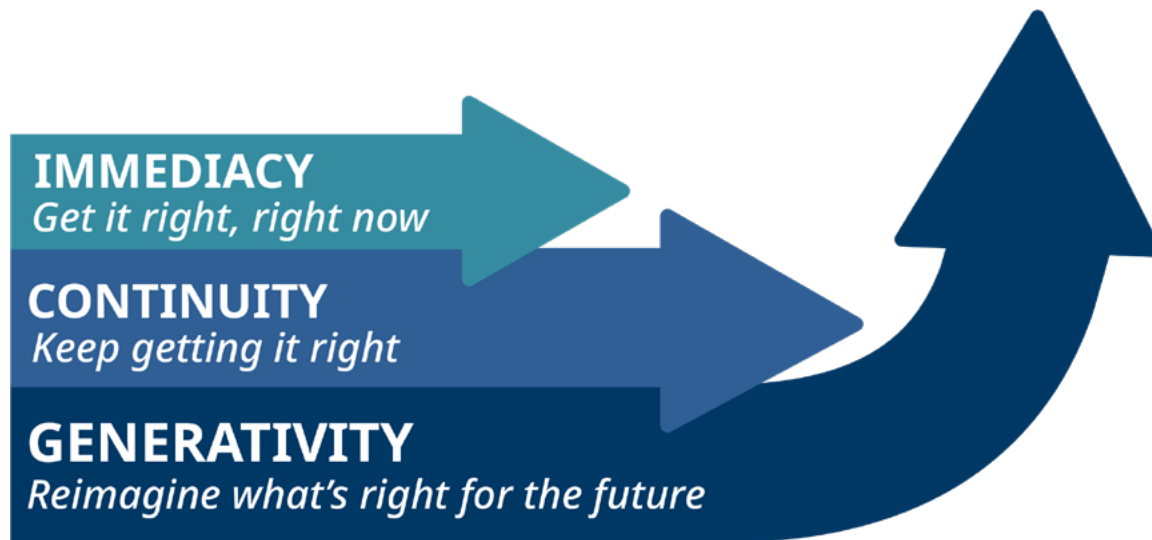 IMMEDIACY
Get it right, right now
CONTINUITY
Keep getting it right
GENERATIVITY
Reimagine what's right for the future